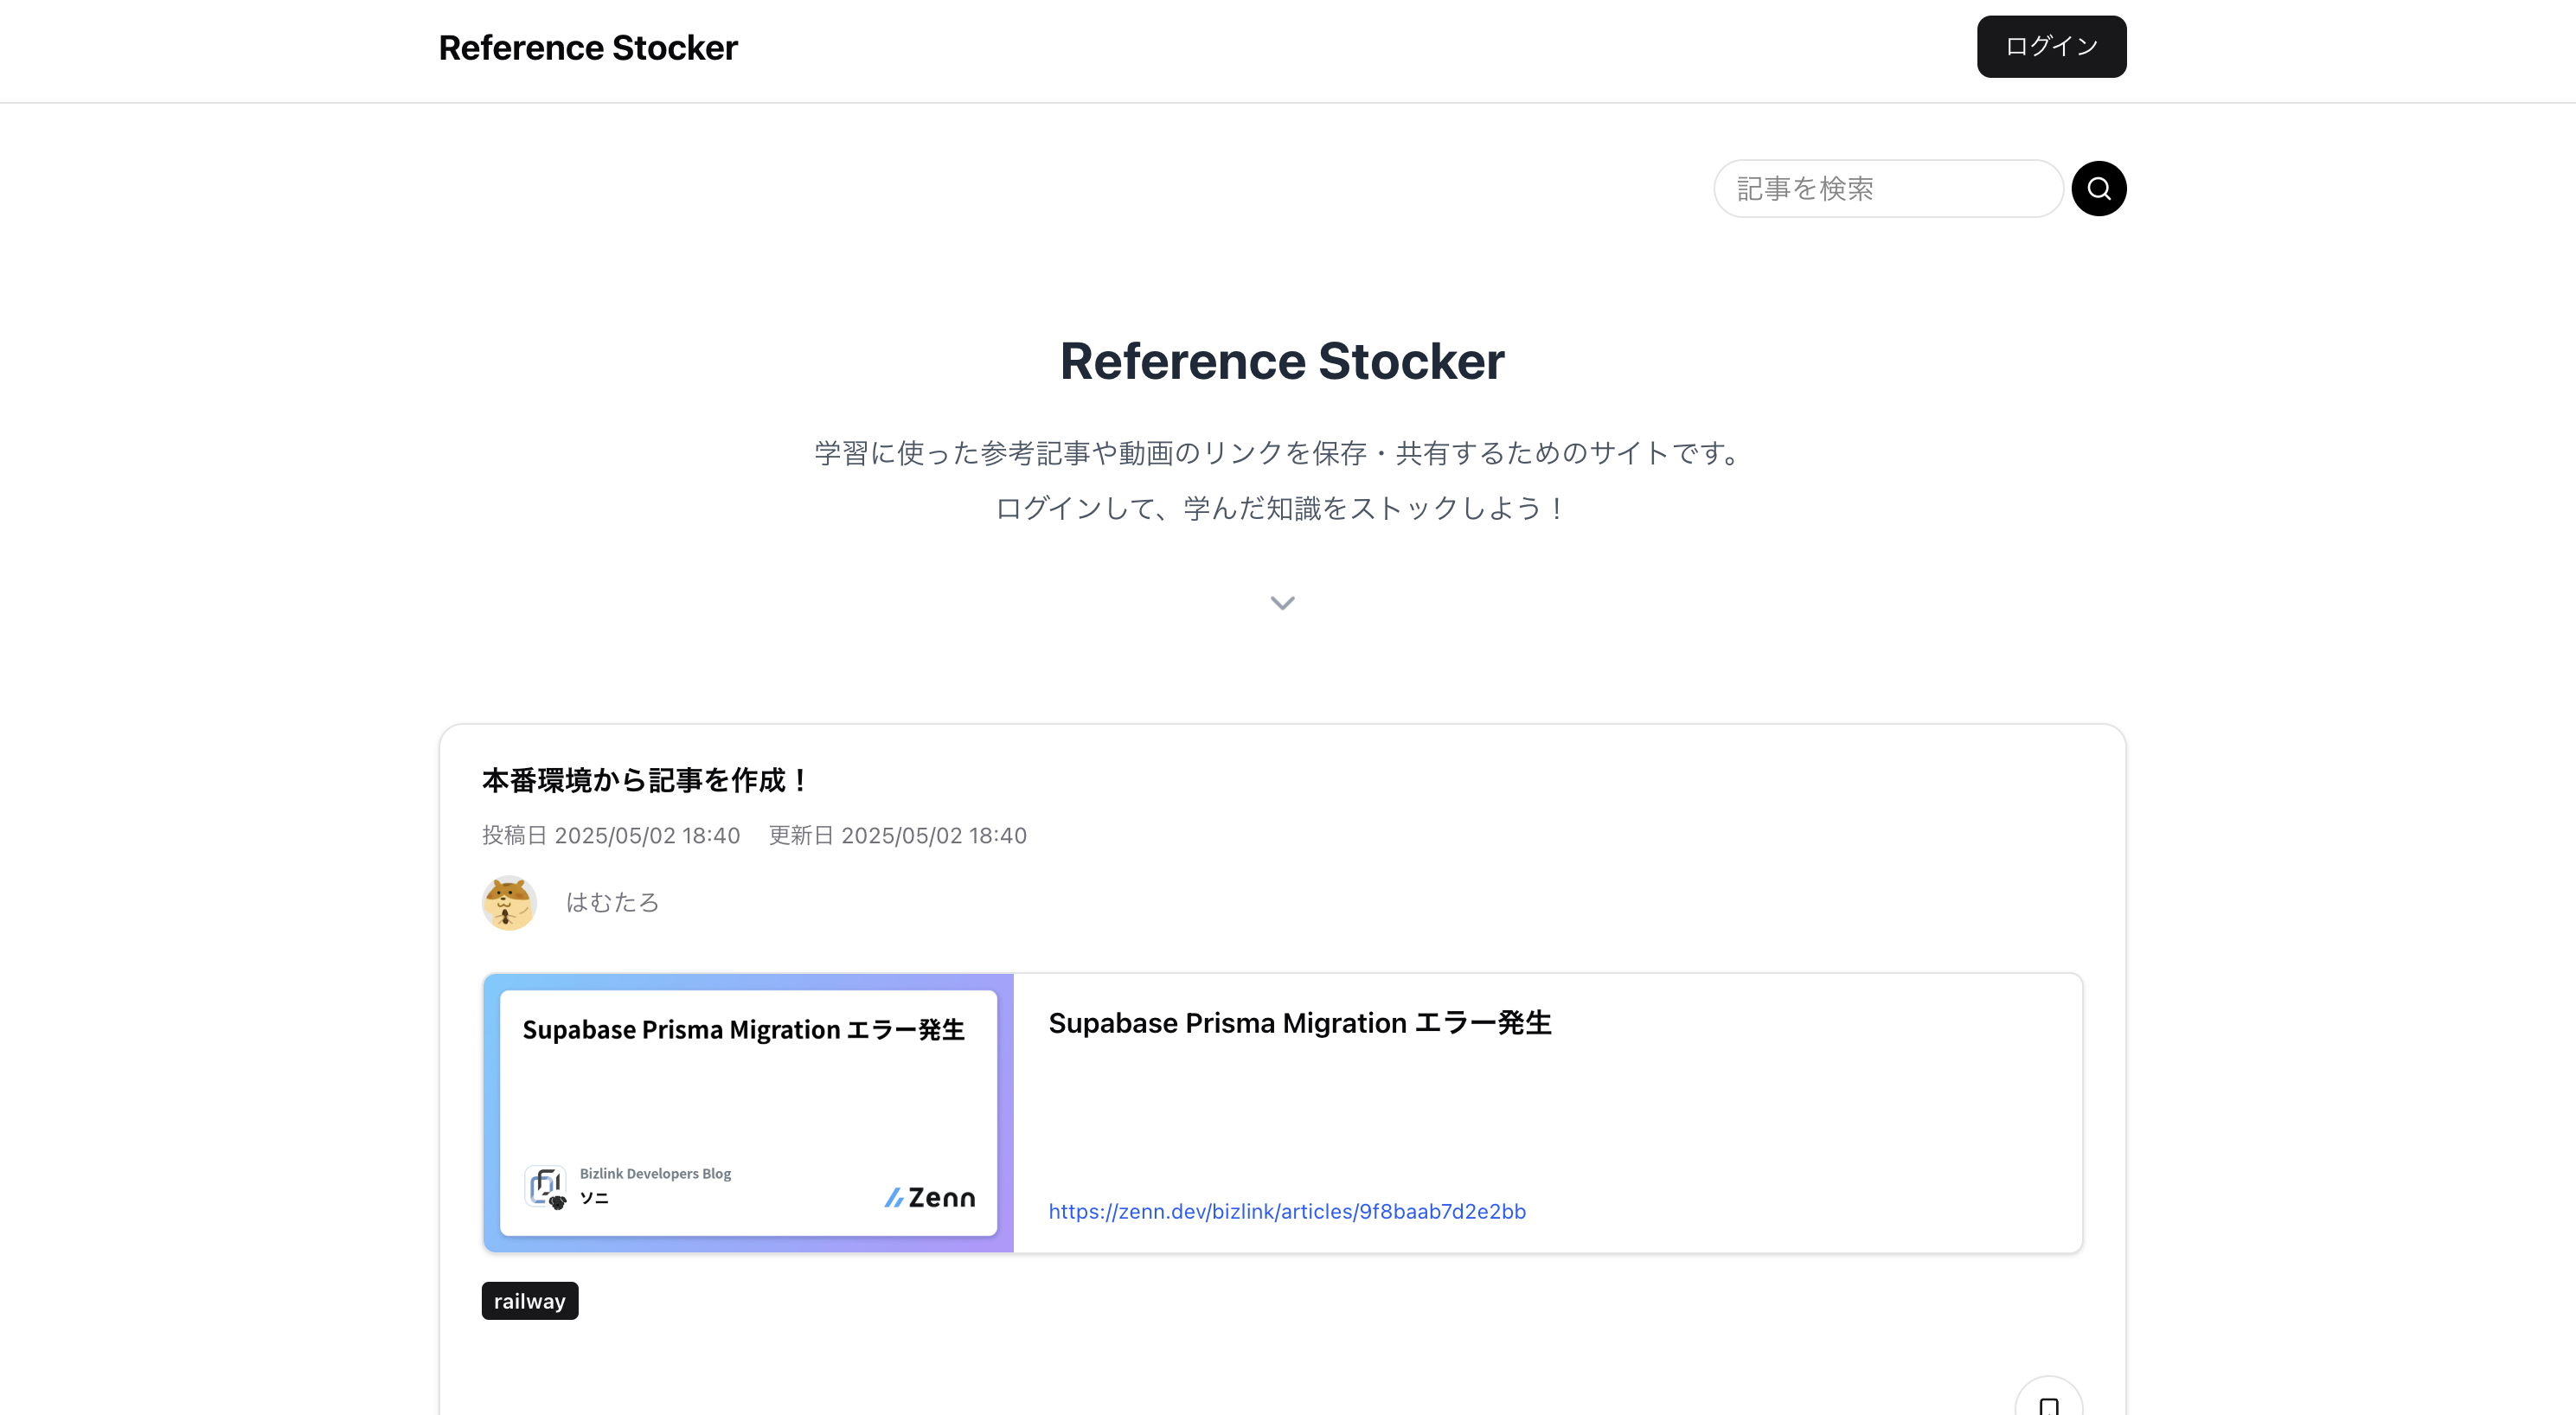 Reference Stocker
ログイン
記事を検索
Reference Stocker
学習に使った参考記事や動画のリンクを保存・共有するためのサイトです。
ログインして、学んだ知識をストックしよう！
本番環境から記事を作成！
投稿日 2025/05/02 18:40 更新日 2025/05/02 18:40
はむたろ
Supabase Prisma Migration エラー発生
Bizlink Developers Blog
ソニ
Zenn
Supabase Prisma Migration エラー発生
https://zenn.dev/bizlink/articles/9f8baab7d2e2bb
railway